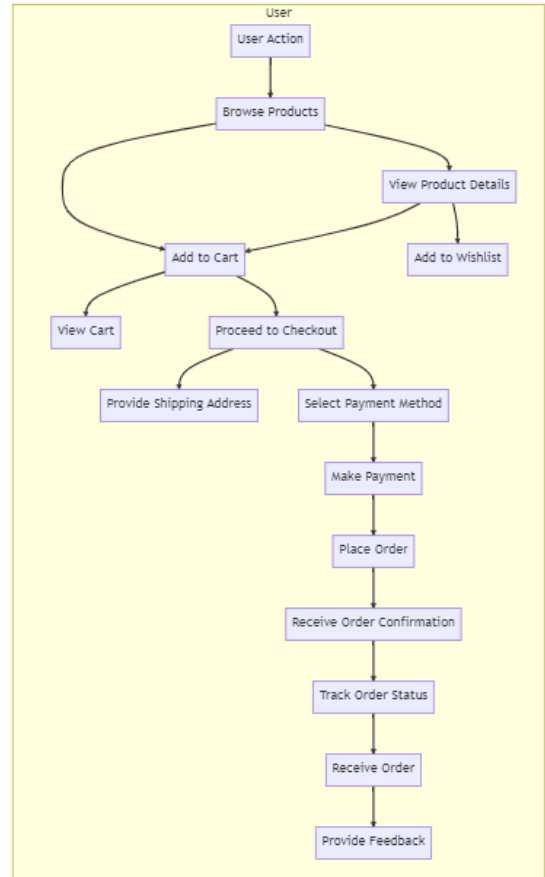 User
User Action
Browse Products
View Product Details
Add to Cart
Add to Wishlist
View Cart
Proceed to Checkout
Provide Shipping Address
Select Payment Method
Make Payment
Place Order
Receive Order Confirmation
Track Order Status
Receive Order
Provide Feedback